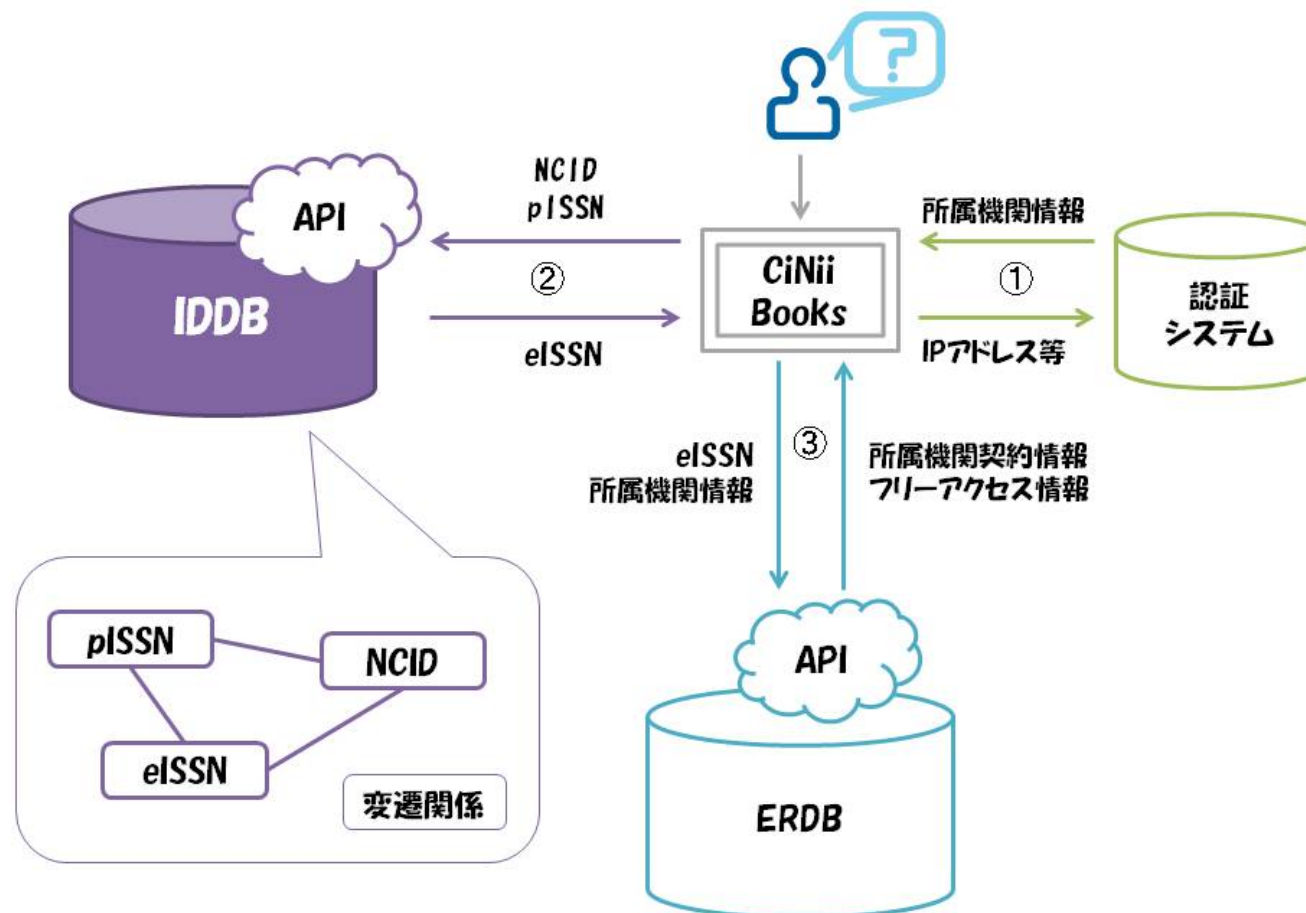 ?
NCID
pISSN
API
IDDB
②
eISSN
CiNii
Books
所属機関情報
①
IPアドレス等
認証
システム
eISSN
所属機関情報
③
所属機関契約情報
フリーアクセス情報
pISSN
NCID
eISSN
変遷関係
API
ERDB